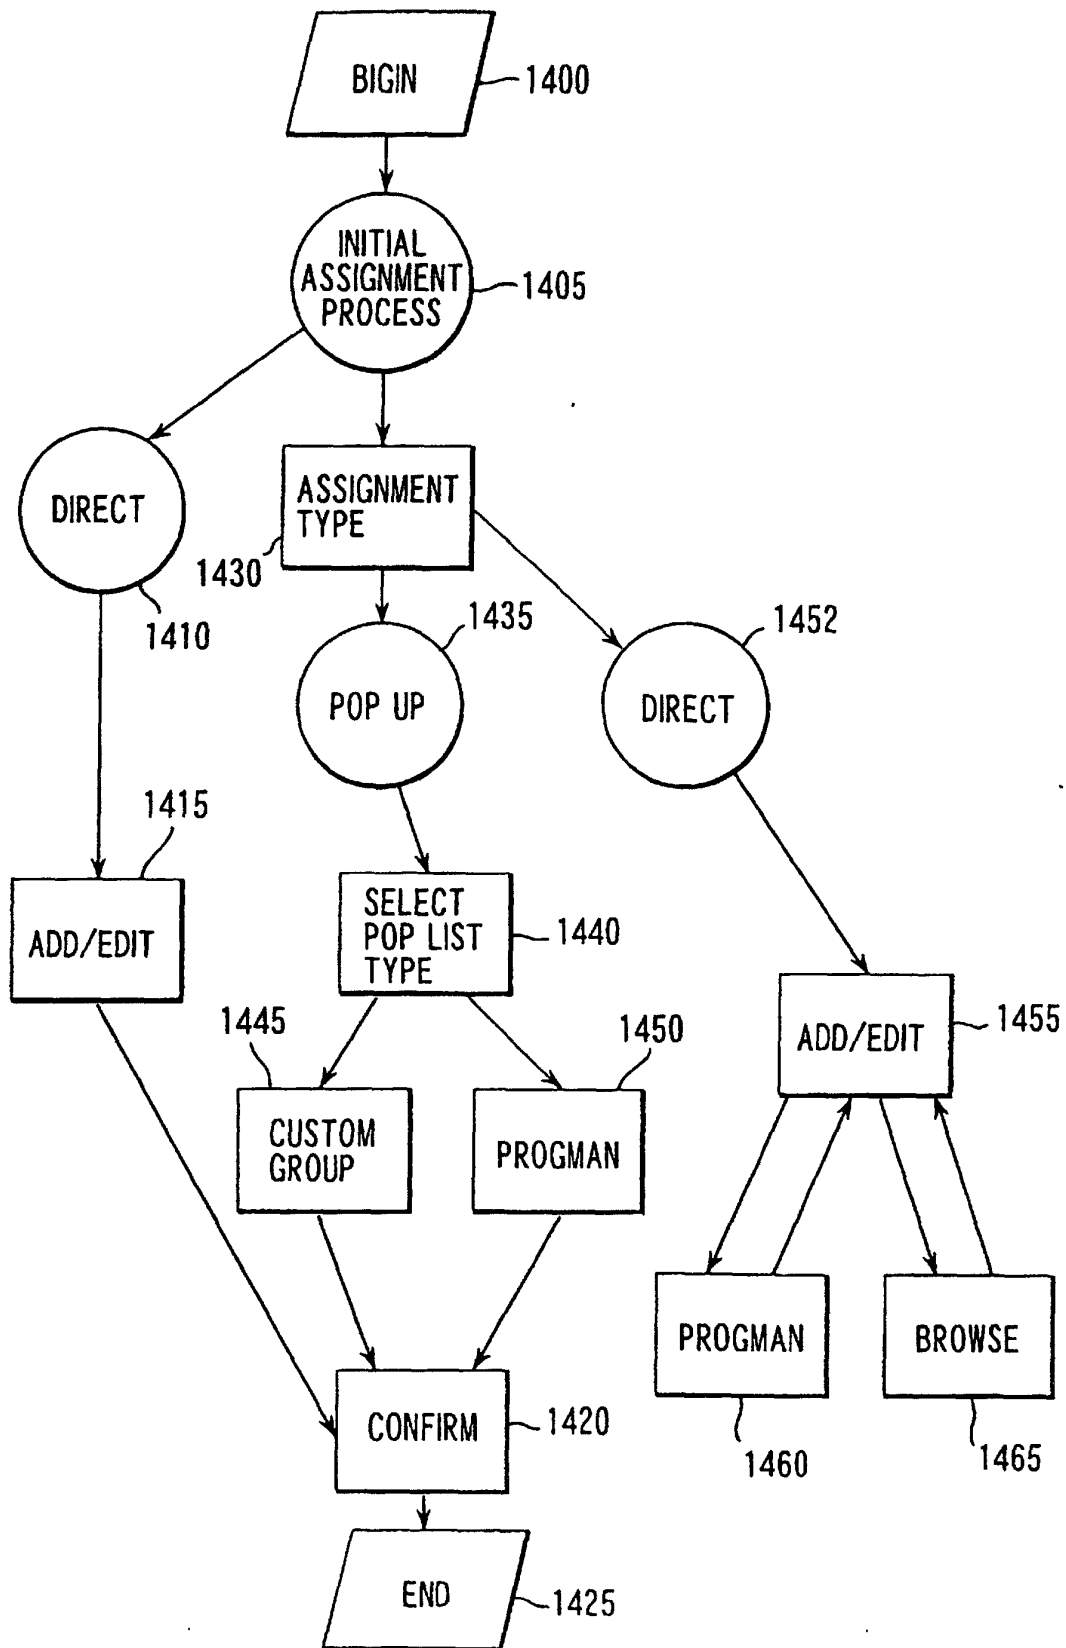 BIGIN
1400
INITIAL
ASSIGNMENT
PROCESS
1405
DIRECT
1410
ASSIGNMENT
TYPE
1430
1435
POP UP
1452
DIRECT
1415
ADD/EDIT
SELECT
POP LIST
TYPE
1440
1445
CUSTOM
GROUP
1450
PROGMAN
ADD/EDIT
1455
PROGMAN
1460
BROWSE
1465
CONFIRM
1420
END
1425